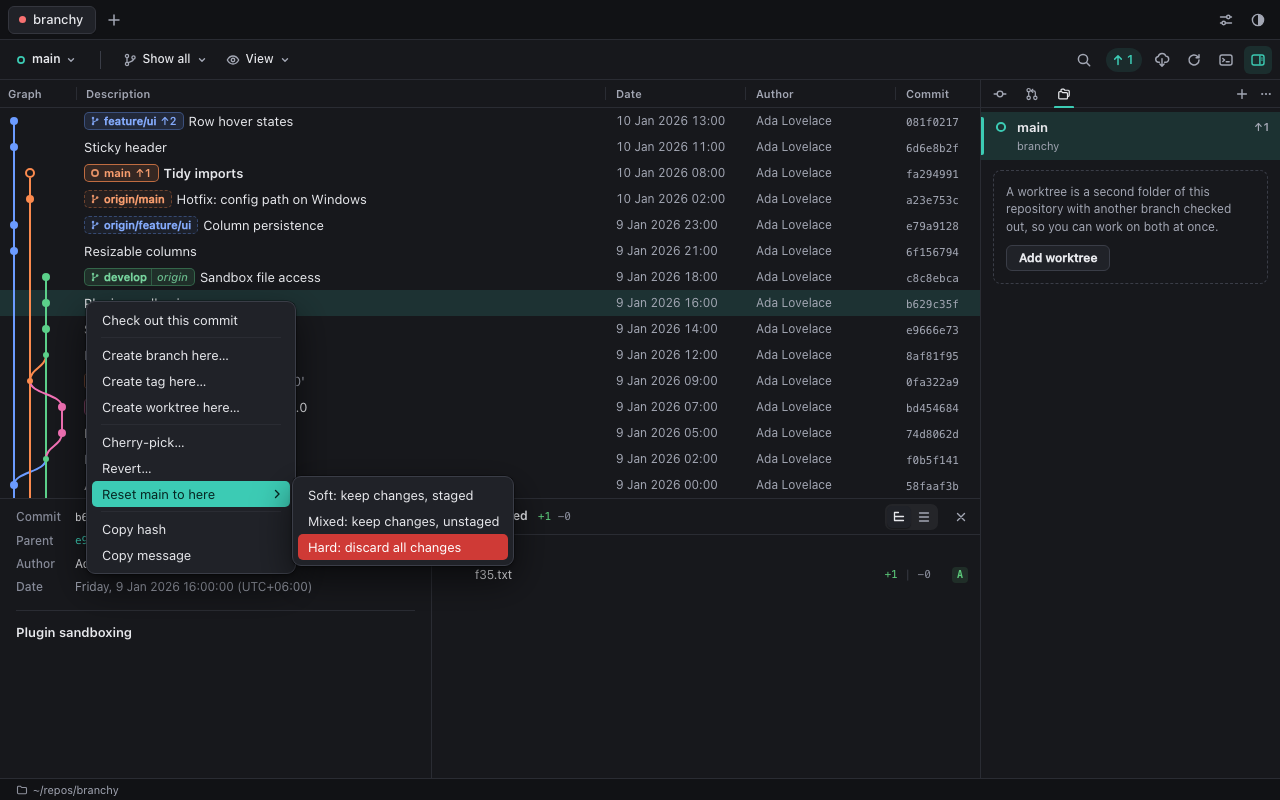 branchy
main Show all View ↑ 1
Graph Description Date Author Commit
feature/ui ↑2 Row hover states 10 Jan 2026 13:00 Ada Lovelace 081f0217
Sticky header 10 Jan 2026 11:00 Ada Lovelace 6d6e8b2f
main ↑1 Tidy imports 10 Jan 2026 08:00 Ada Lovelace fa294991
origin/main Hotfix: config path on Windows 10 Jan 2026 02:00 Ada Lovelace a23e753c
origin/feature/ui Column persistence 9 Jan 2026 23:00 Ada Lovelace e79a9128
Resizable columns 9 Jan 2026 21:00 Ada Lovelace 6f156794
develop origin Sandbox file access 9 Jan 2026 18:00 Ada Lovelace c8c8ebca
9 Jan 2026 16:00 Ada Lovelace b629c35f
9 Jan 2026 14:00 Ada Lovelace e9666e73
9 Jan 2026 12:00 Ada Lovelace 8af81f95
0' 9 Jan 2026 09:00 Ada Lovelace 0fa322a9
.0 9 Jan 2026 07:00 Ada Lovelace bd454684
9 Jan 2026 05:00 Ada Lovelace 74d8062d
9 Jan 2026 02:00 Ada Lovelace f0b5f141
9 Jan 2026 00:00 Ada Lovelace 58faaf3b
Check out this commit
Create branch here...
Create tag here...
Create worktree here...
Cherry-pick...
Revert...
Reset main to here
Copy hash
Copy message
Soft: keep changes, staged
Mixed: keep changes, unstaged
Hard: discard all changes
Commit
Parent
Author
Date Friday, 9 Jan 2026 16:00:00 (UTC+06:00)
Plugin sandboxing
+1 −0
f35.txt +1 −0 A
main ↑1
branchy
A worktree is a second folder of this
repository with another branch checked
out, so you can work on both at once.
Add worktree
~/repos/branchy